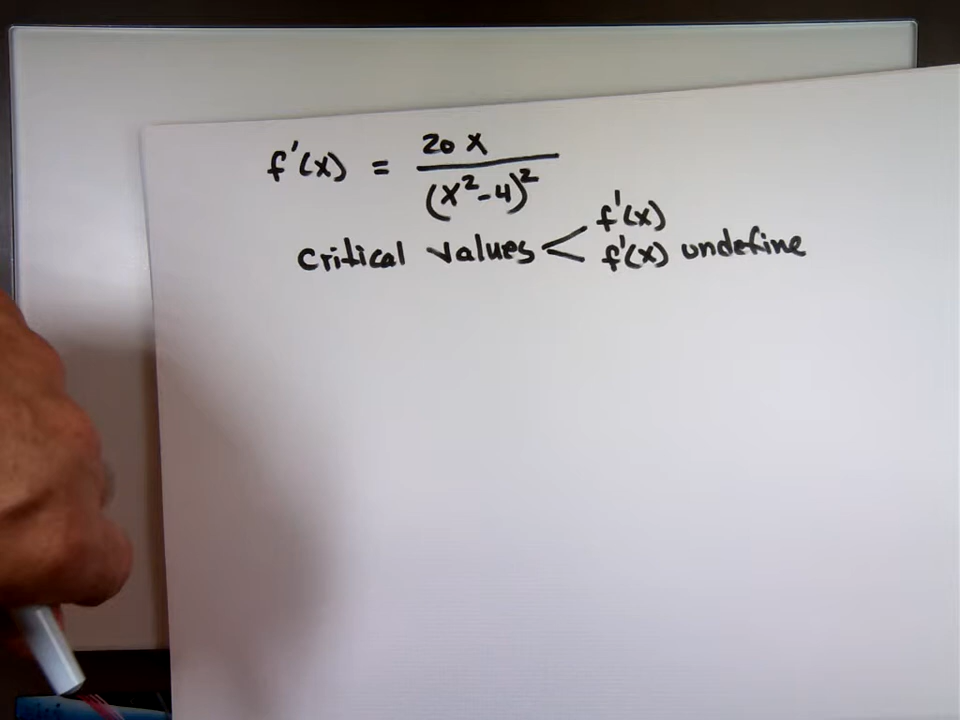 f'(x) = 20x / (x²-4)²
critical values < f'(x)
f'(x) undefine